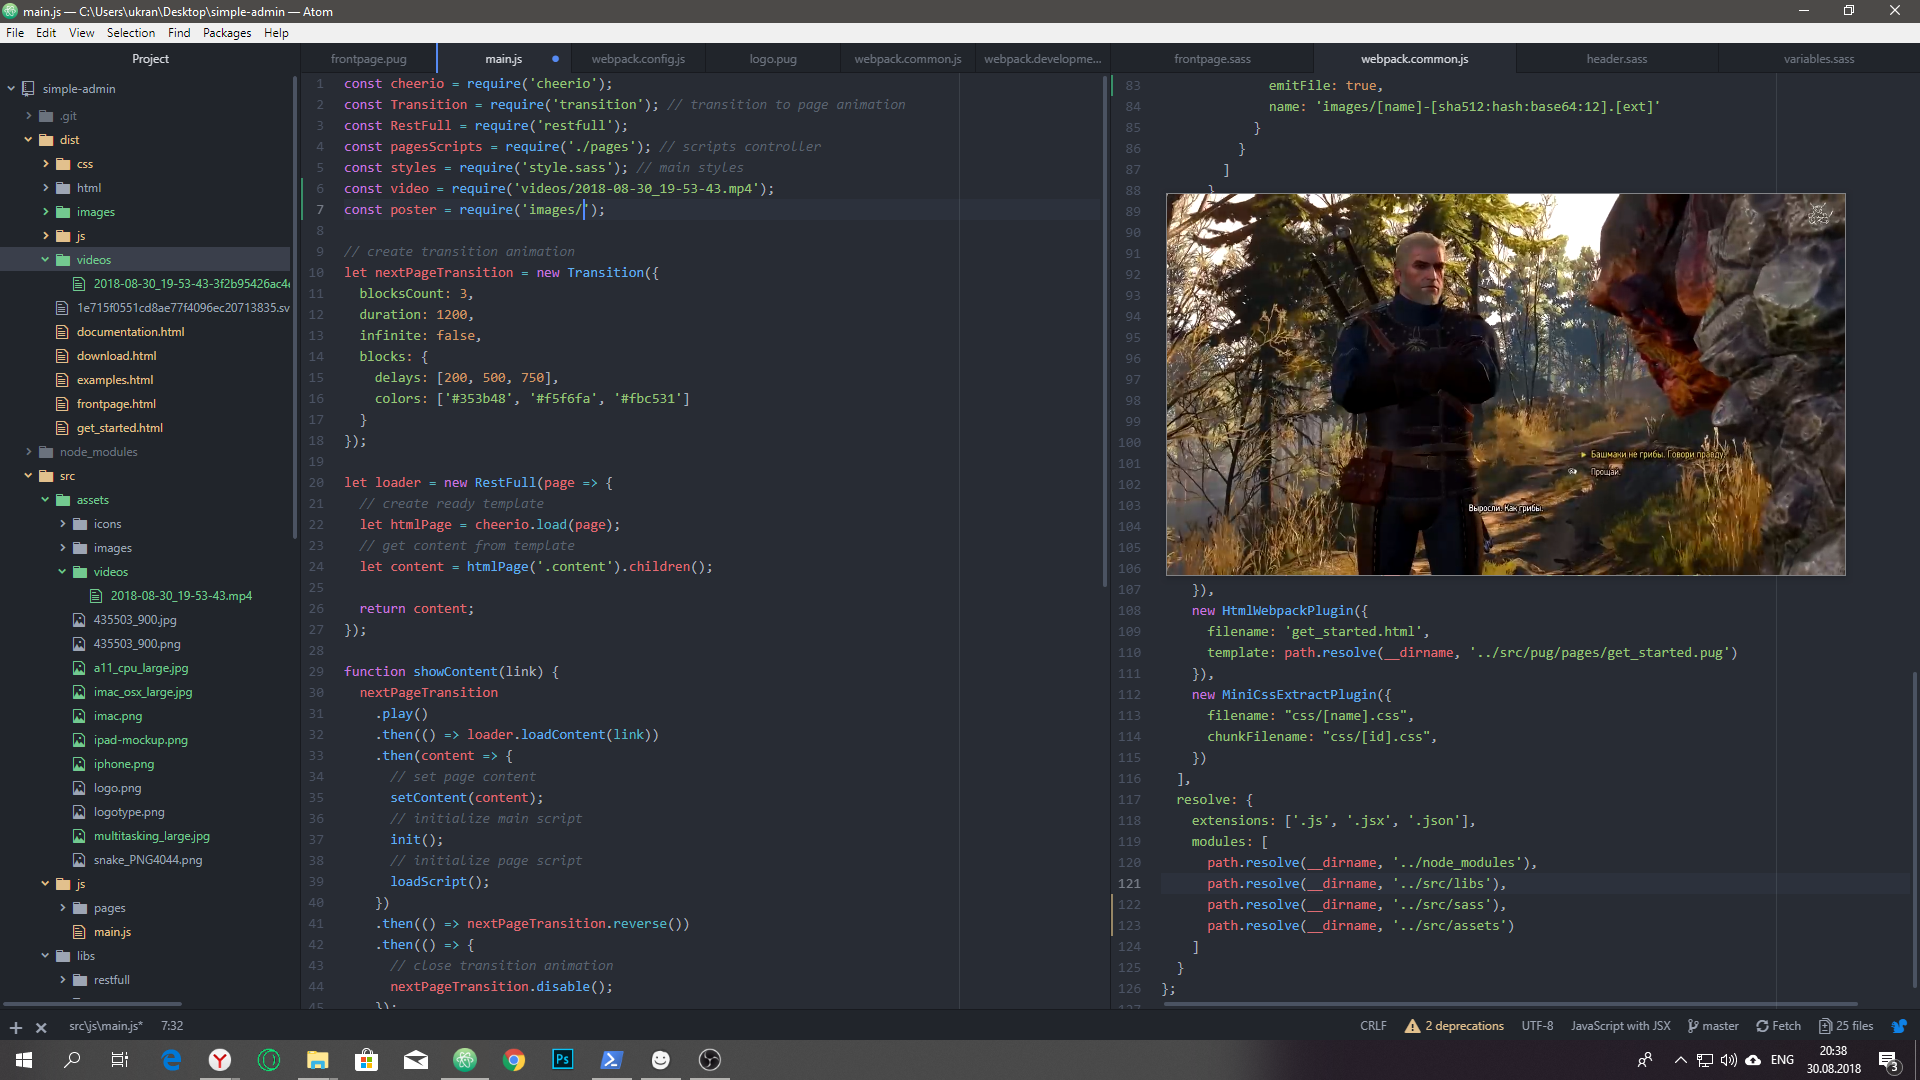 main.js — C:\Users\ukran\Desktop\simple-admin — Atom
File Edit View Selection Find Packages Help
Project
simple-admin
.git
dist
css
html
images
js
videos
2018-08-30_19-53-43-3f2b95426ac4
1e715f0551cd8ae77f4096ec20713835.sv
documentation.html
download.html
examples.html
frontpage.html
get_started.html
node_modules
src
assets
icons
images
videos
2018-08-30_19-53-43.mp4
435503_900.jpg
435503_900.png
a11_cpu_large.jpg
imac_osx_large.jpg
imac.png
ipad-mockup.png
iphone.png
logo.png
logotype.png
multitasking_large.jpg
snake_PNG4044.png
js
pages
main.js
libs
restfull
frontpage.pug main.js webpack.config.js logo.pug webpack.common.js webpack.developme...
1 const cheerio = require('cheerio');
2 const Transition = require('transition'); // transition to page animation
3 const RestFull = require('restfull');
4 const pagesScripts = require('./pages'); // scripts controller
5 const styles = require('style.sass'); // main styles
6 const video = require('videos/2018-08-30_19-53-43.mp4');
7 const poster = require('images/');
8
9 // create transition animation
10 let nextPageTransition = new Transition({
11 blocksCount: 3,
12 duration: 1200,
13 infinite: false,
14 blocks: {
15 delays: [200, 500, 750],
16 colors: ['#353b48', '#f5f6fa', '#fbc531']
17 }
18 });
19
20 let loader = new RestFull(page => {
21 // create ready template
22 let htmlPage = cheerio.load(page);
23 // get content from template
24 let content = htmlPage('.content').children();
25
26 return content;
27 });
28
29 function showContent(link) {
30 nextPageTransition
31 .play()
32 .then(() => loader.loadContent(link))
33 .then(content => {
34 // set page content
35 setContent(content);
36 // initialize main script
37 init();
38 // initialize page script
39 loadScript();
40 })
41 .then(() => nextPageTransition.reverse())
42 .then(() => {
43 // close transition animation
44 nextPageTransition.disable();
45 });
frontpage.sass webpack.common.js header.sass variables.sass
83 emitFile: true,
84 name: 'images/[name]-[sha512:hash:base64:12].[ext]'
85 }
86 }
87 ]
88 }
89
90
91
92
93
94
95
96
97
98
99
100
101
102
103
104
105
106
Башмаки не грибы. Говори правду.
Прощай.
Выросли. Как грибы.
107 }),
108 new HtmlWebpackPlugin({
109 filename: 'get_started.html',
110 template: path.resolve(__dirname, '../src/pug/pages/get_started.pug')
111 }),
112 new MiniCssExtractPlugin({
113 filename: "css/[name].css",
114 chunkFilename: "css/[id].css",
115 })
116 ],
117 resolve: {
118 extensions: ['.js', '.jsx', '.json'],
119 modules: [
120 path.resolve(__dirname, '../node_modules'),
121 path.resolve(__dirname, '../src/libs'),
122 path.resolve(__dirname, '../src/sass'),
123 path.resolve(__dirname, '../src/assets')
124 ]
125 }
126 };
127
src\js\main.js* 7:32
CRLF 2 deprecations UTF-8 JavaScript with JSX master Fetch 25 files
Ps
ENG
20:38
30.08.2018
3